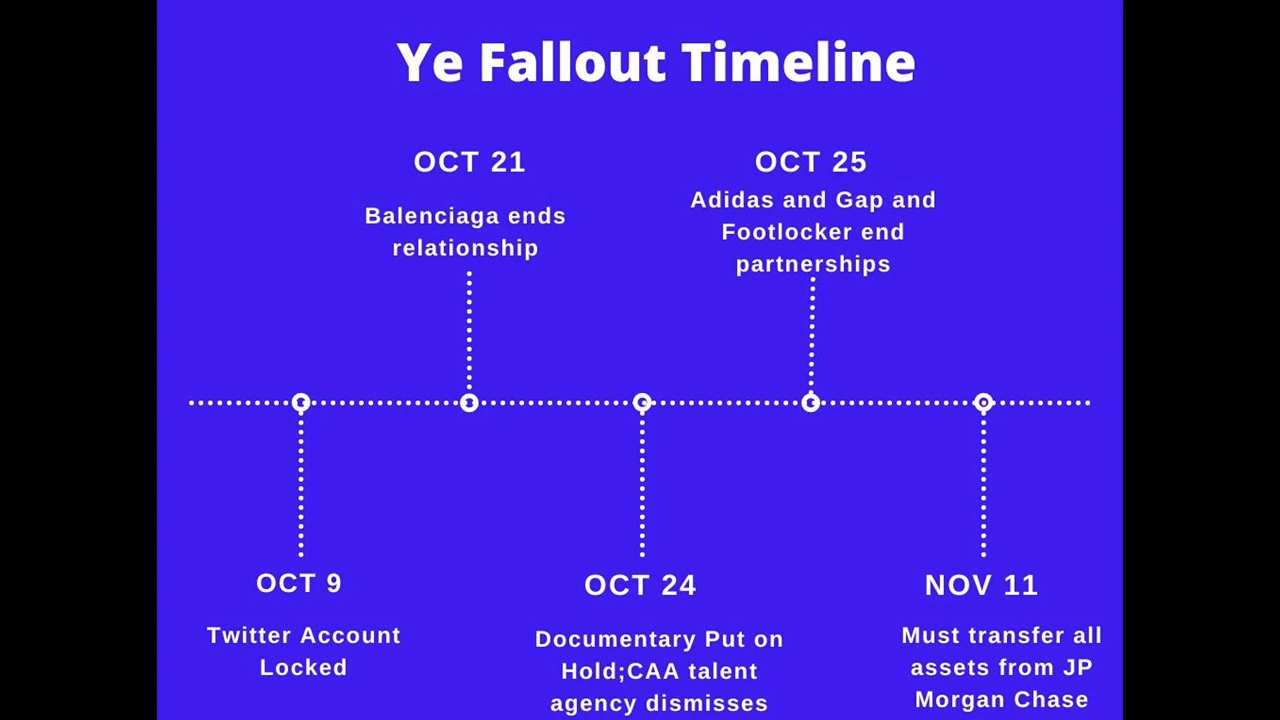 Ye Fallout Timeline
OCT 21
Balenciaga ends
relationship
OCT 25
Adidas and Gap and
Footlocker end
partnerships
OCT 9
Twitter Account
Locked
OCT 24
Documentary Put on
Hold;CAA talent
agency dismisses
NOV 11
Must transfer all
assets from JP
Morgan Chase